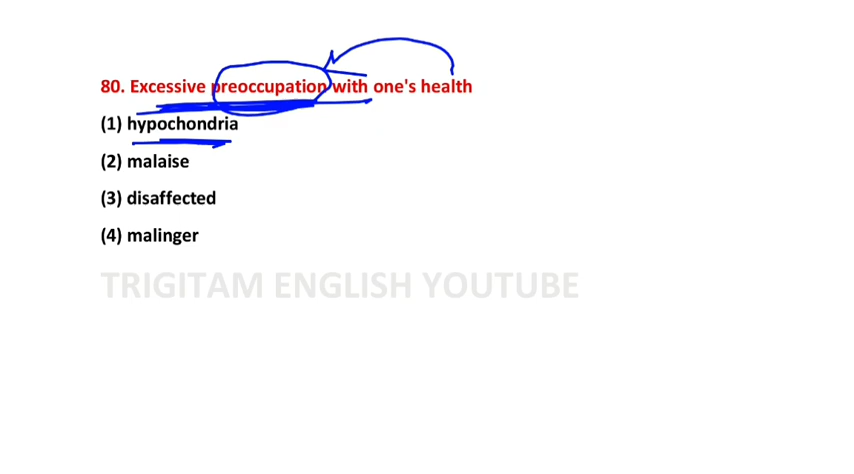 80. Excessive preoccupation with one's health
(1) hypochondria
(2) malaise
(3) disaffected
(4) malinger
TRIGITAM ENGLISH YOUTUBE